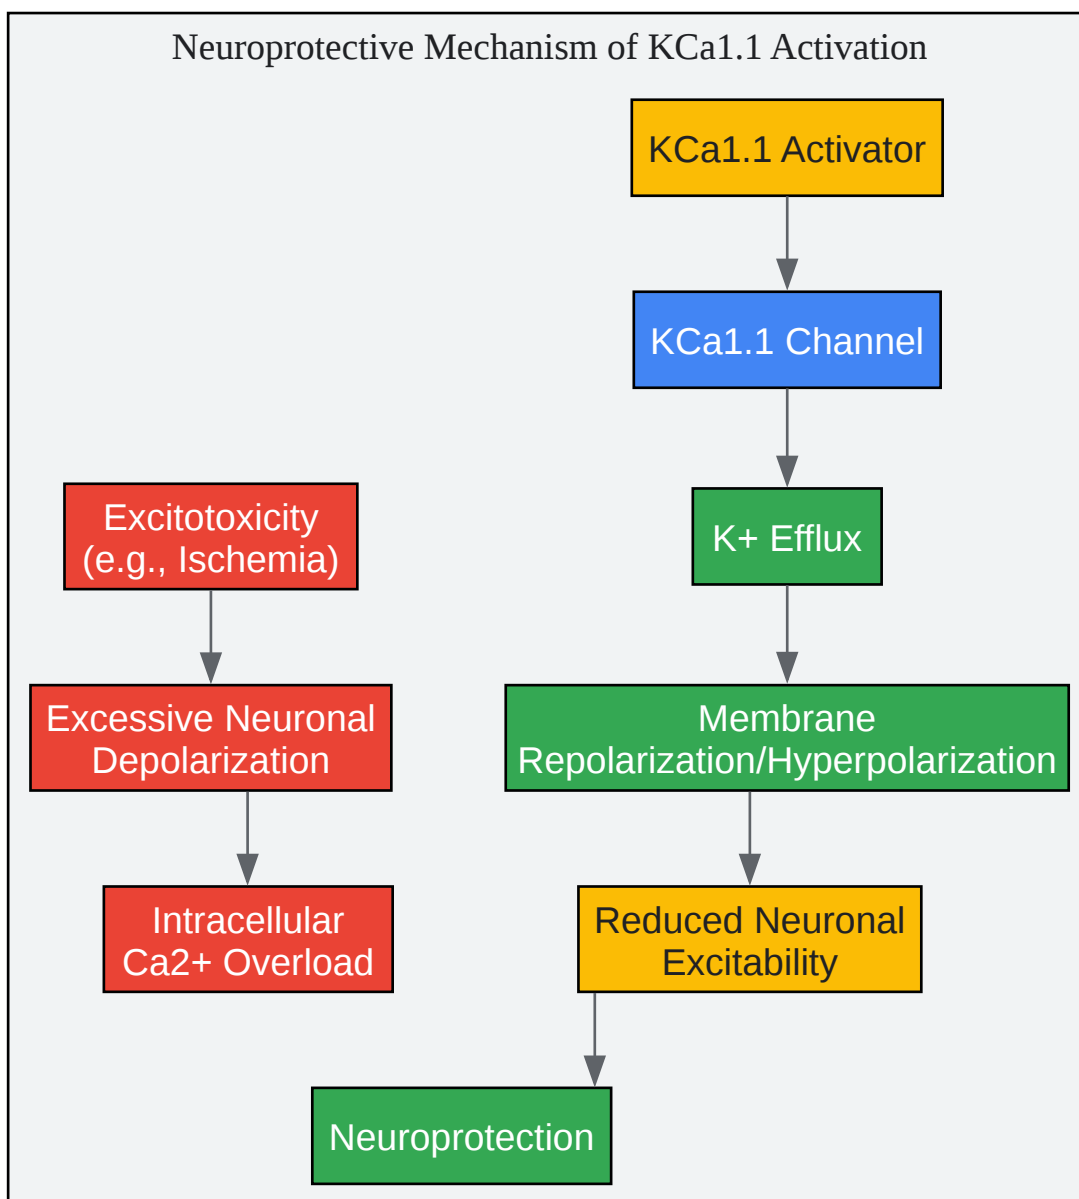 Neuroprotective Mechanism of KCa1.1 Activation
KCa1.1 Activator
KCa1.1 Channel
Excitotoxicity
(e.g., Ischemia)
K+ Efflux
Excessive Neuronal
Depolarization
Membrane
Repolarization/Hyperpolarization
Intracellular
Ca2+ Overload
Reduced Neuronal
Excitability
Neuroprotection